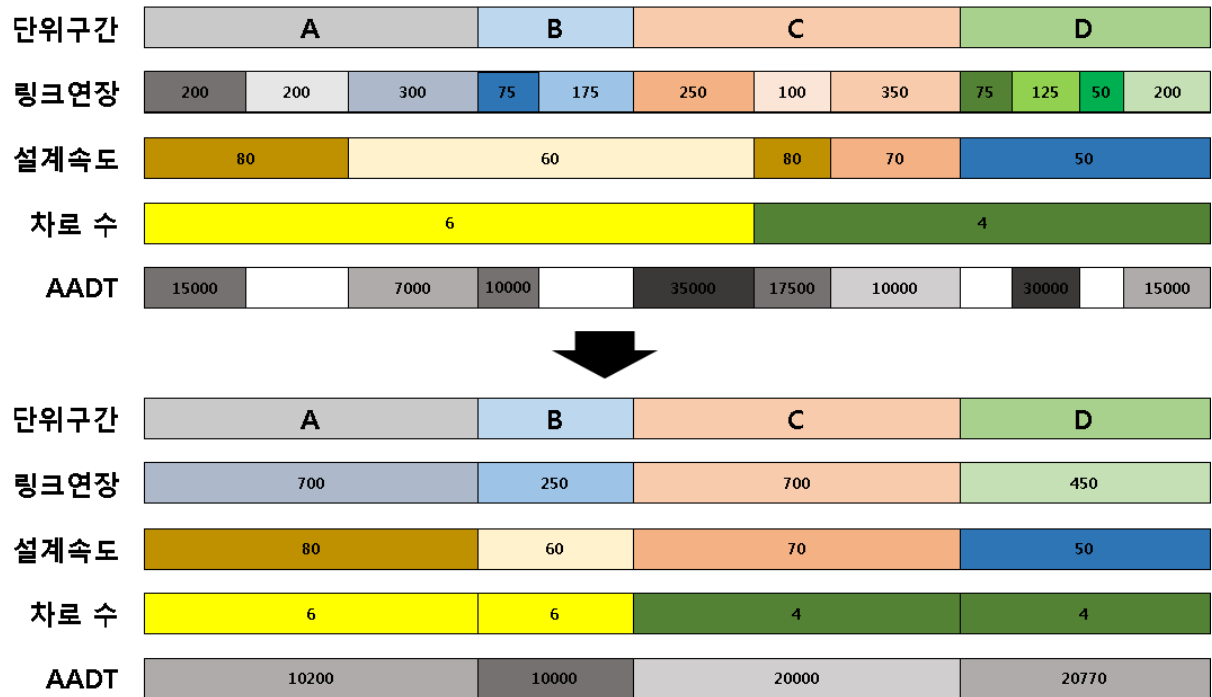 단위구간 A B C D
링크연장 200 200 300 75 175 250 100 350 75 125 50 200
설계속도 80 60 80 70 50
차로 수 6 4
AADT 15000 7000 10000 35000 17500 10000 30000 15000
단위구간 A B C D
링크연장 700 250 700 450
설계속도 80 60 70 50
차로 수 6 6 4 4
AADT 10200 10000 20000 20770